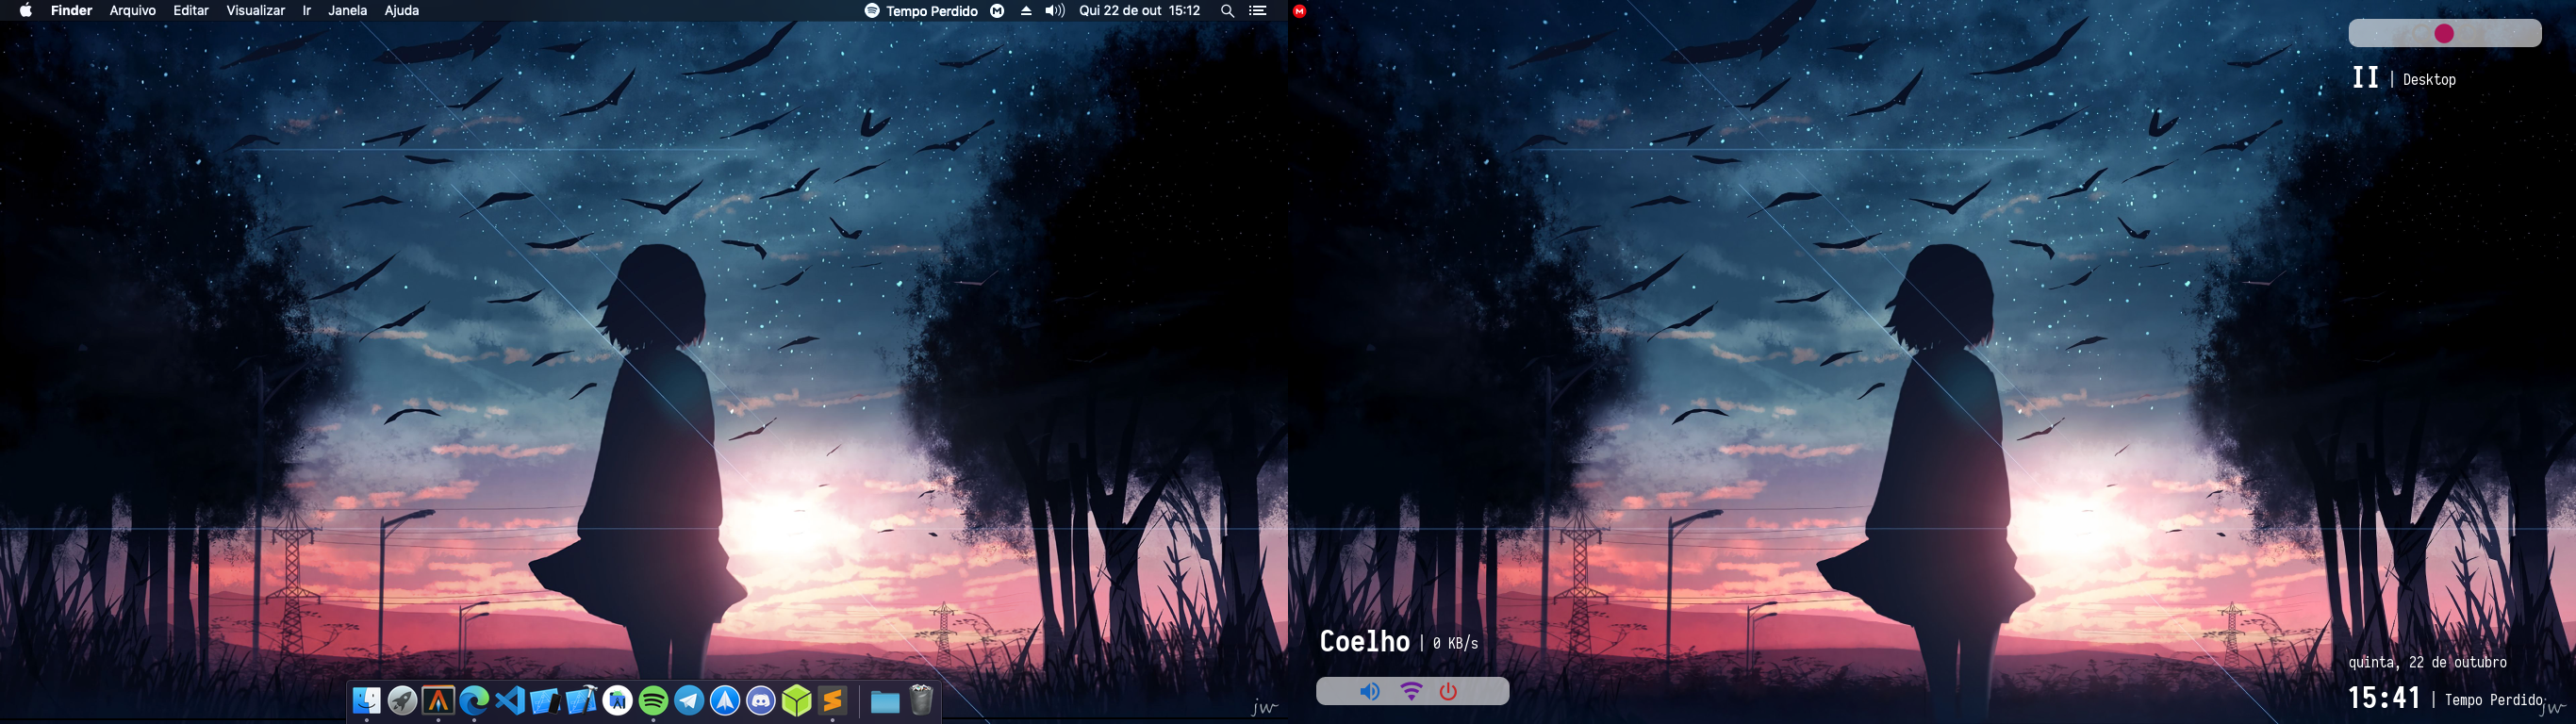 Finder Arquivo Editar Visualizar Ir Janela Ajuda Tempo Perdido Qui 22 de out 15:12
II | Desktop
Coelho | 0 KB/s
quinta, 22 de outubro
15:41 | Tempo Perdido
jw
jw